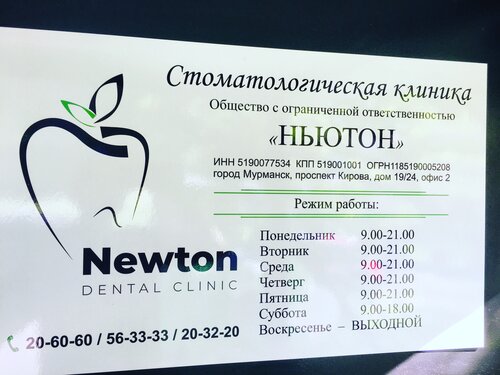 Стоматологическая клиника
Общество с ограниченной ответственностью
«НЬЮТОН»
ИНН 5190077534 КПП 519001001 ОГРН1185190005208
город Мурманск, проспект Кирова, дом 19/24, офис 2
Режим работы:
Понедельник 9.00-21.00
Вторник 9.00-21.00
Среда 9.00-21.00
Четверг 9.00-21.00
Пятница 9.00-21.00
Суббота 9.00-18.00
Воскресенье – ВЫХОДНОЙ
Newton
DENTAL CLINIC
20-60-60 / 56-33-33 / 20-32-20